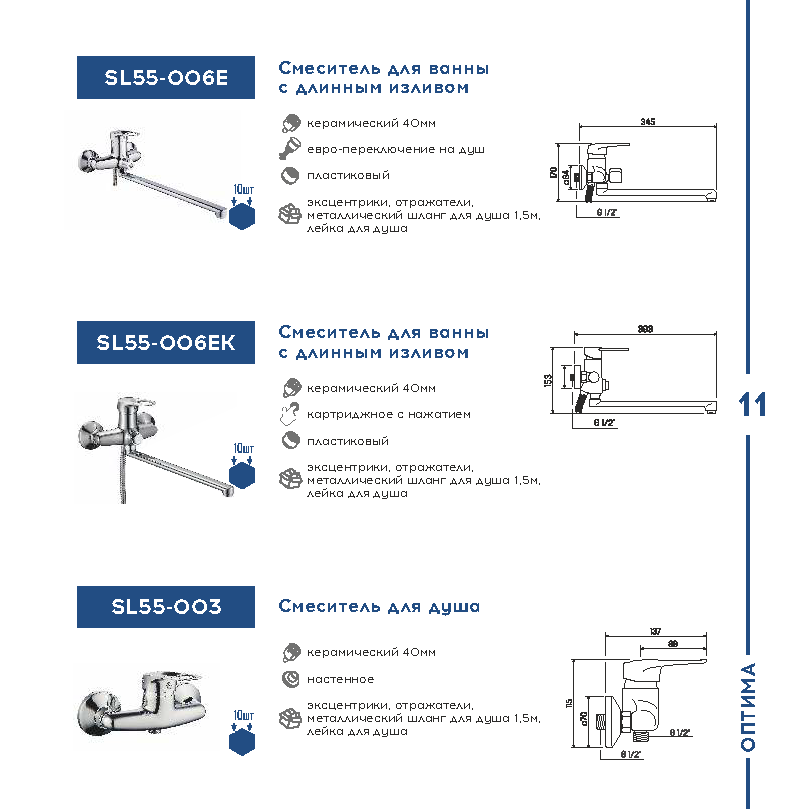 SL55-006E
Смеситель для ванны
с длинным изливом
керамический 40мм
евро-переключение на душ
пластиковый
эксцентрики, отражатели,
металлический шланг для душа 1,5м,
лейка для душа
10шт
345
170
G 1/2"
SL55-006EK
Смеситель для ванны
с длинным изливом
керамический 40мм
картриджное с нажатием
пластиковый
эксцентрики, отражатели,
металлический шланг для душа 1,5м,
лейка для душа
10шт
153
G 1/2"
11
SL55-003
Смеситель для душа
керамический 40мм
настенное
эксцентрики, отражатели,
металлический шланг для душа 1,5м,
лейка для душа
10шт
137
115
G 1/2"
G 1/2"
ОПТИМА